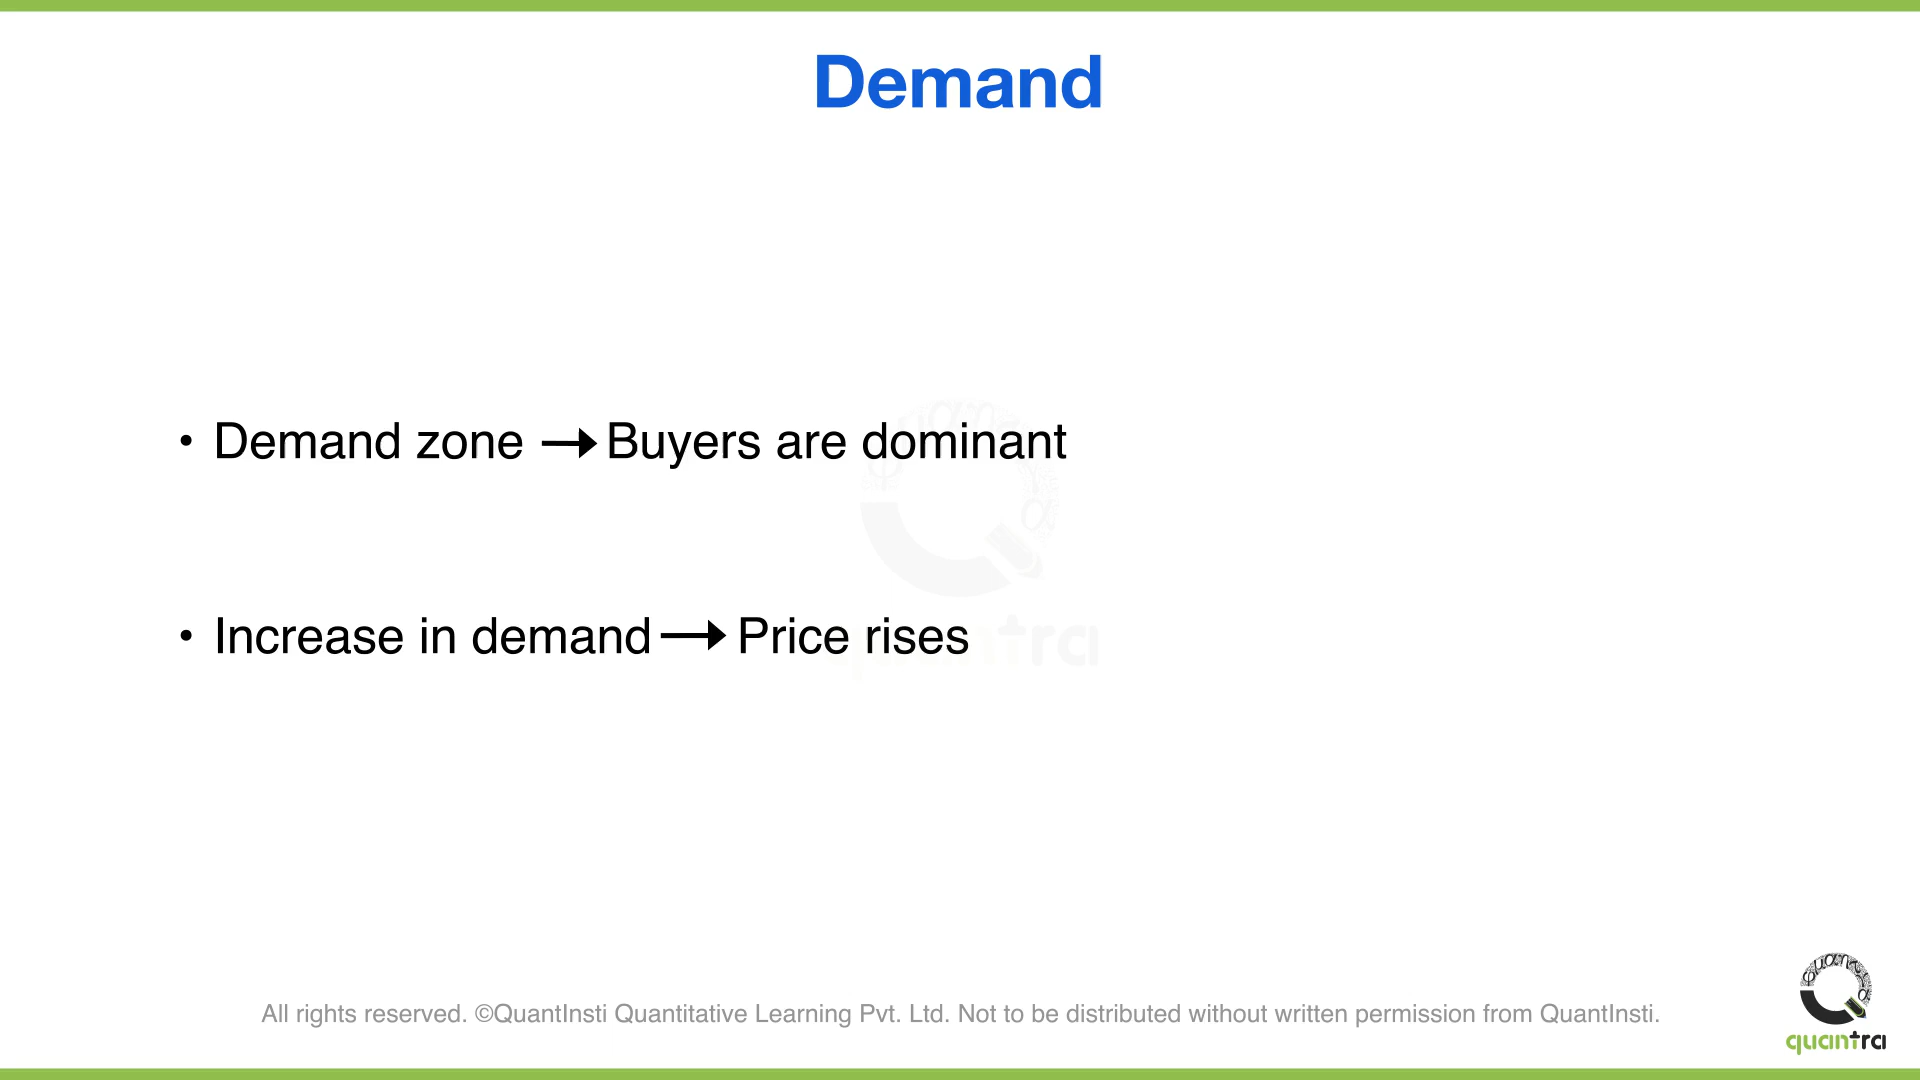 Demand
• Demand zone → Buyers are dominant
• Increase in demand → Price rises
All rights reserved. ©QuantInsti Quantitative Learning Pvt. Ltd. Not to be distributed without written permission from QuantInsti.
quantra